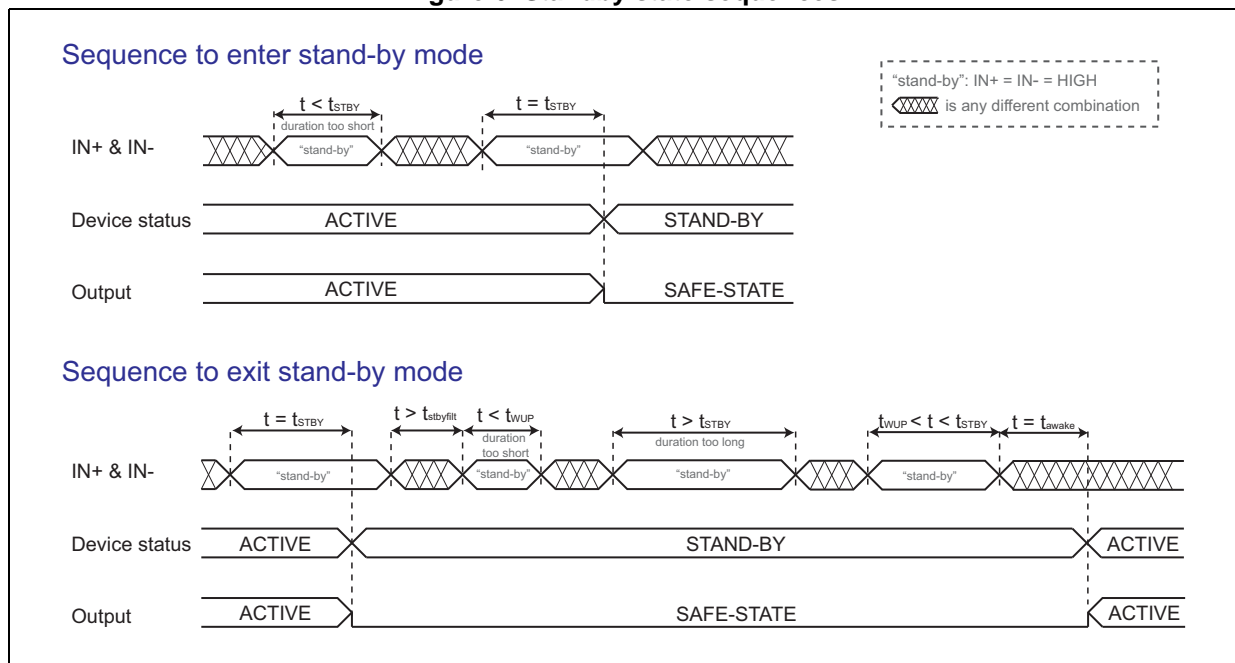 Sequence to enter stand-by mode
"stand-by": IN+ = IN- = HIGH
is any different combination
t < tSTBY
t = tSTBY
duration too short
IN+ & IN-
"stand-by"
"stand-by"
Device status
ACTIVE
STAND-BY
Output
ACTIVE
SAFE-STATE
Sequence to exit stand-by mode
t = tSTBY
t > tstbyfilt
t < tWUP
t > tSTBY
tWUP < t < tSTBY
t = tawake
duration
too short
duration too long
IN+ & IN-
"stand-by"
"stand-by"
"stand-by"
"stand-by"
Device status
ACTIVE
STAND-BY
ACTIVE
Output
ACTIVE
SAFE-STATE
ACTIVE